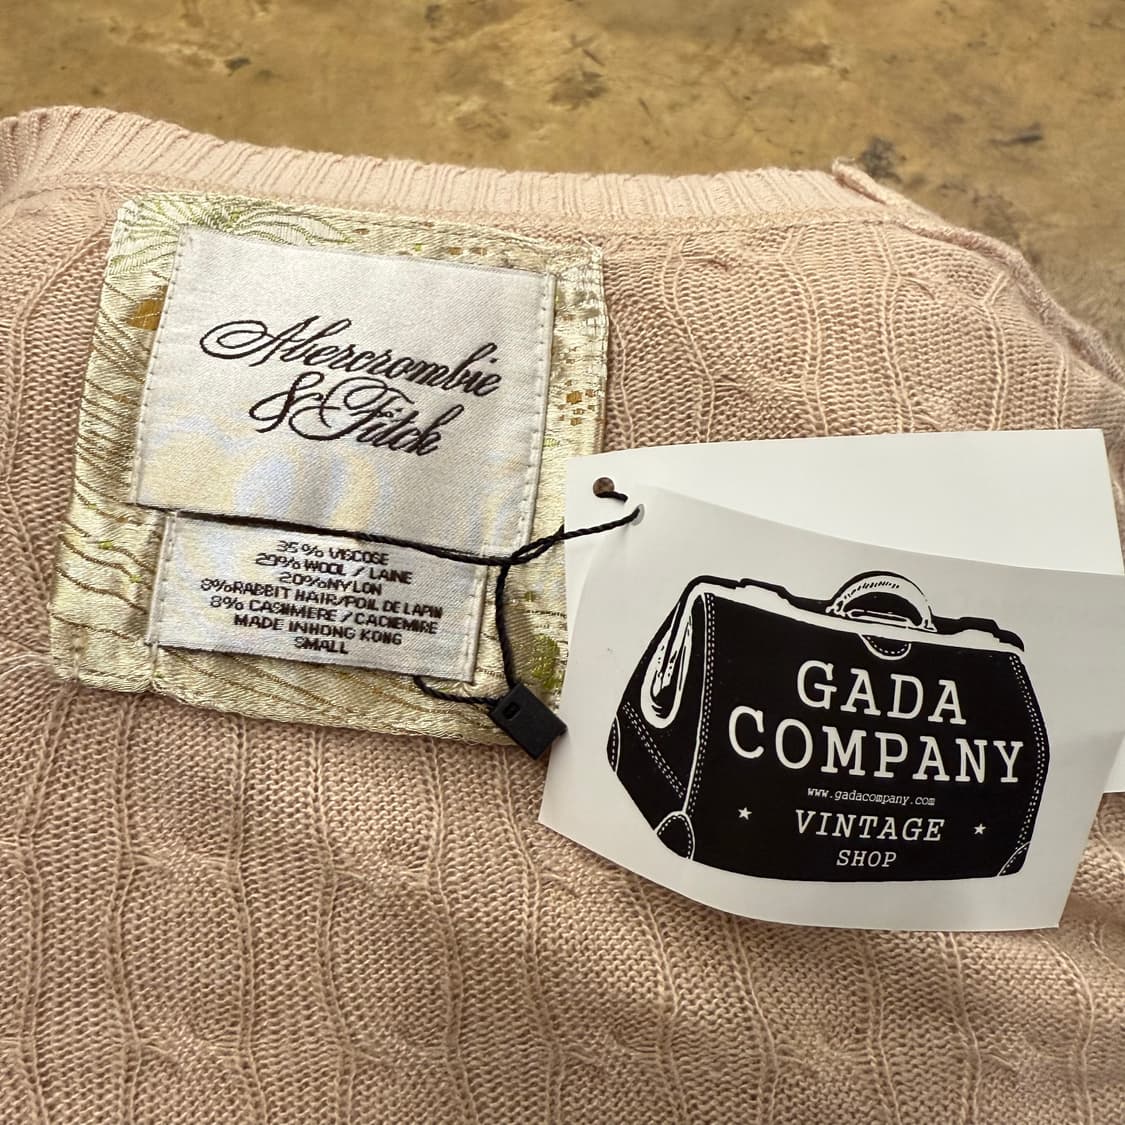 Abercrombie
& Fitch
35% VISCOSE
29% WOOL / LAINE
20% NYLON
8% RABBIT HAIR/POIL DE LAPIN
8% CASHMERE / CACHEMIRE
MADE IN HONG KONG
SMALL
GADA
COMPANY
www.gadacompany.com
VINTAGE
SHOP